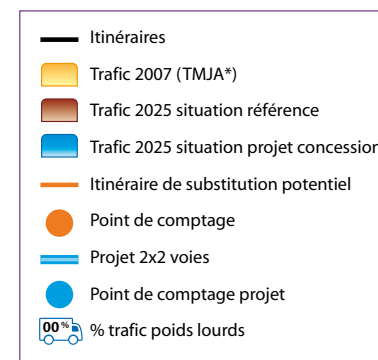 Itinéraires
Trafic 2007 (TMJA*)
Trafic 2025 situation référence
Trafic 2025 situation projet concession
Itinéraire de substitution potentiel
Point de comptage
Projet 2x2 voies
Point de comptage projet
00% % trafic poids lourds